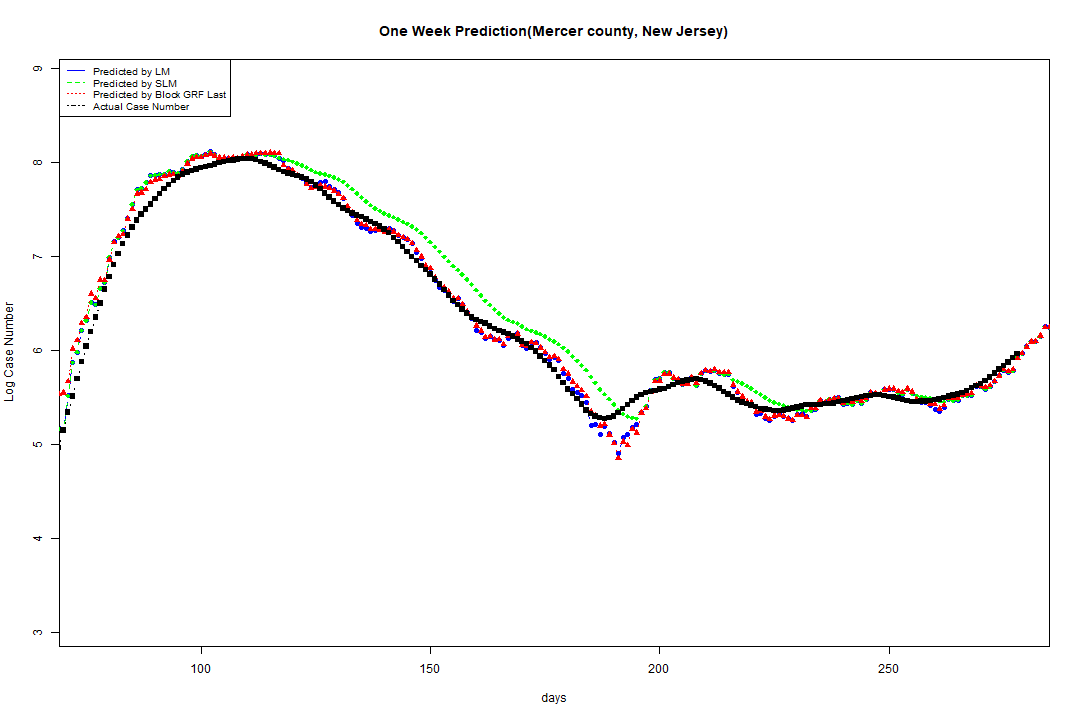 One Week Prediction(Mercer county, New Jersey)
Predicted by LM
Predicted by SLM
Predicted by Block GRF Last
Actual Case Number
9
8
7
6
5
4
3
Log Case Number
100 150 200 250
days